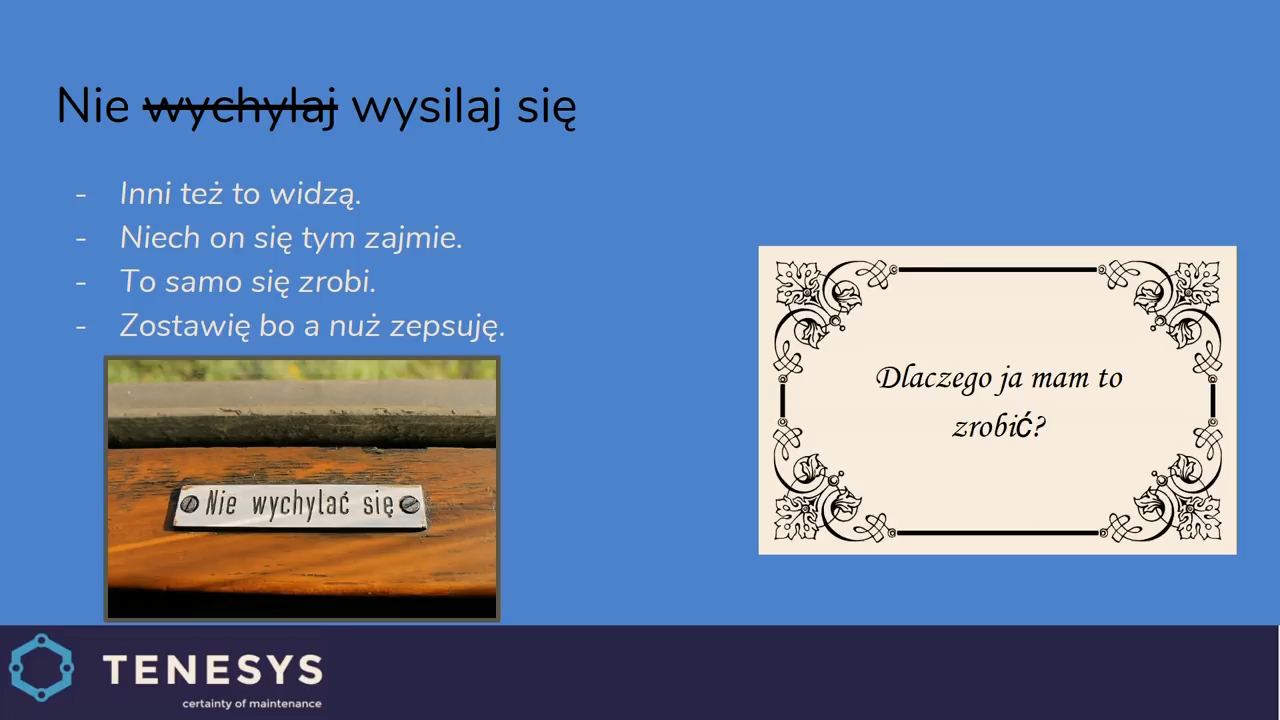 Nie wychylaj wysilaj się
- Inni też to widzą.
- Niech on się tym zajmie.
- To samo się zrobi.
- Zostawię bo a nuż zepsuję.
Nie wychylać się
Dlaczego ja mam to
zrobić?
TENESYS
certainty of maintenance